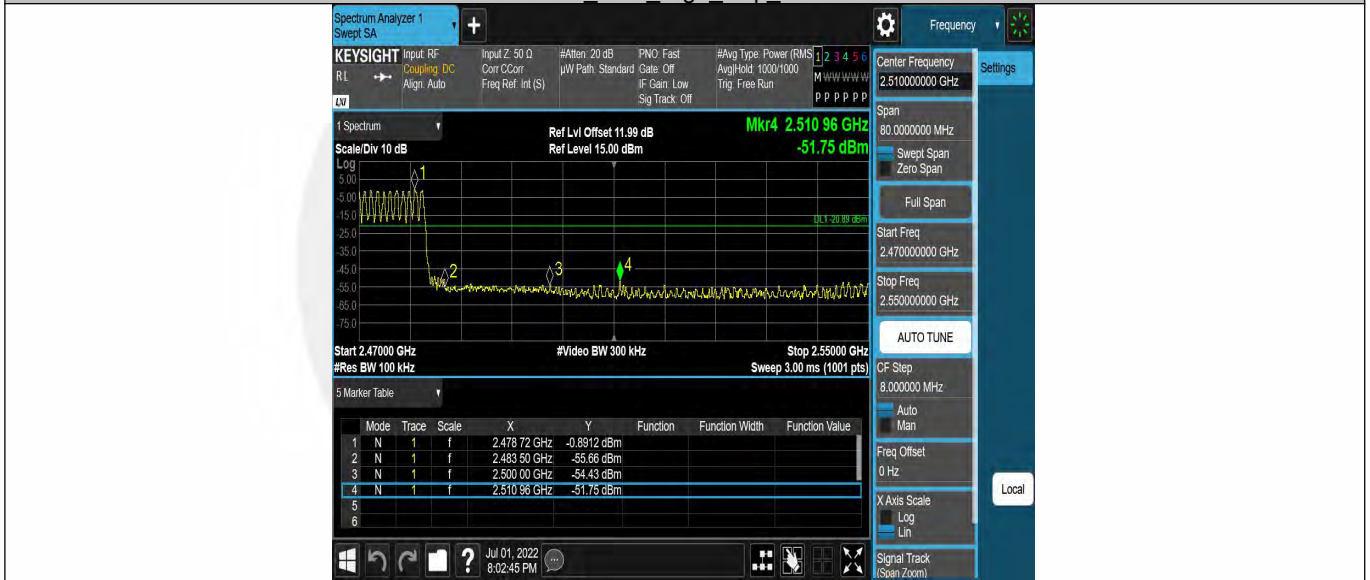 Spectrum Analyzer 1
Swept SA
+
Frequency
KEYSIGHT
RL
LXI
Input: RF
Coupling: DC
Align: Auto
Input Z: 50 Ω
Corr CCorr
Freq Ref: Int (S)
#Atten: 20 dB
µW Path: Standard
PNO: Fast
Gate: Off
IF Gain: Low
Sig Track: Off
#Avg Type: Power (RMS
Avg|Hold: 1000/1000
Trig: Free Run
1 2 3 4 5 6
M W W W W W
P P P P P P
1 Spectrum
Scale/Div 10 dB
Ref Lvl Offset 11.99 dB
Ref Level 15.00 dBm
Mkr4 2.510 96 GHz
-51.75 dBm
Log
5.00
-5.00
-15.0
-25.0
-35.0
-45.0
-55.0
-65.0
-75.0
1
2
3
4
DL1 -20.89 dBm
Start 2.47000 GHz
#Video BW 300 kHz
Stop 2.55000 GHz
#Res BW 100 kHz
Sweep 3.00 ms (1001 pts)
5 Marker Table
Mode Trace Scale X Y Function Function Width Function Value
1 N 1 f 2.478 72 GHz -0.8912 dBm
2 N 1 f 2.483 50 GHz -55.66 dBm
3 N 1 f 2.500 00 GHz -54.43 dBm
4 N 1 f 2.510 96 GHz -51.75 dBm
5
6
?
Jul 01, 2022
8:02:45 PM
Center Frequency
2.510000000 GHz
Settings
Span
80.0000000 MHz
Swept Span
Zero Span
Full Span
Start Freq
2.470000000 GHz
Stop Freq
2.550000000 GHz
AUTO TUNE
CF Step
8.000000 MHz
Auto
Man
Freq Offset
0 Hz
X Axis Scale
Log
Lin
Local
Signal Track
(Span Zoom)